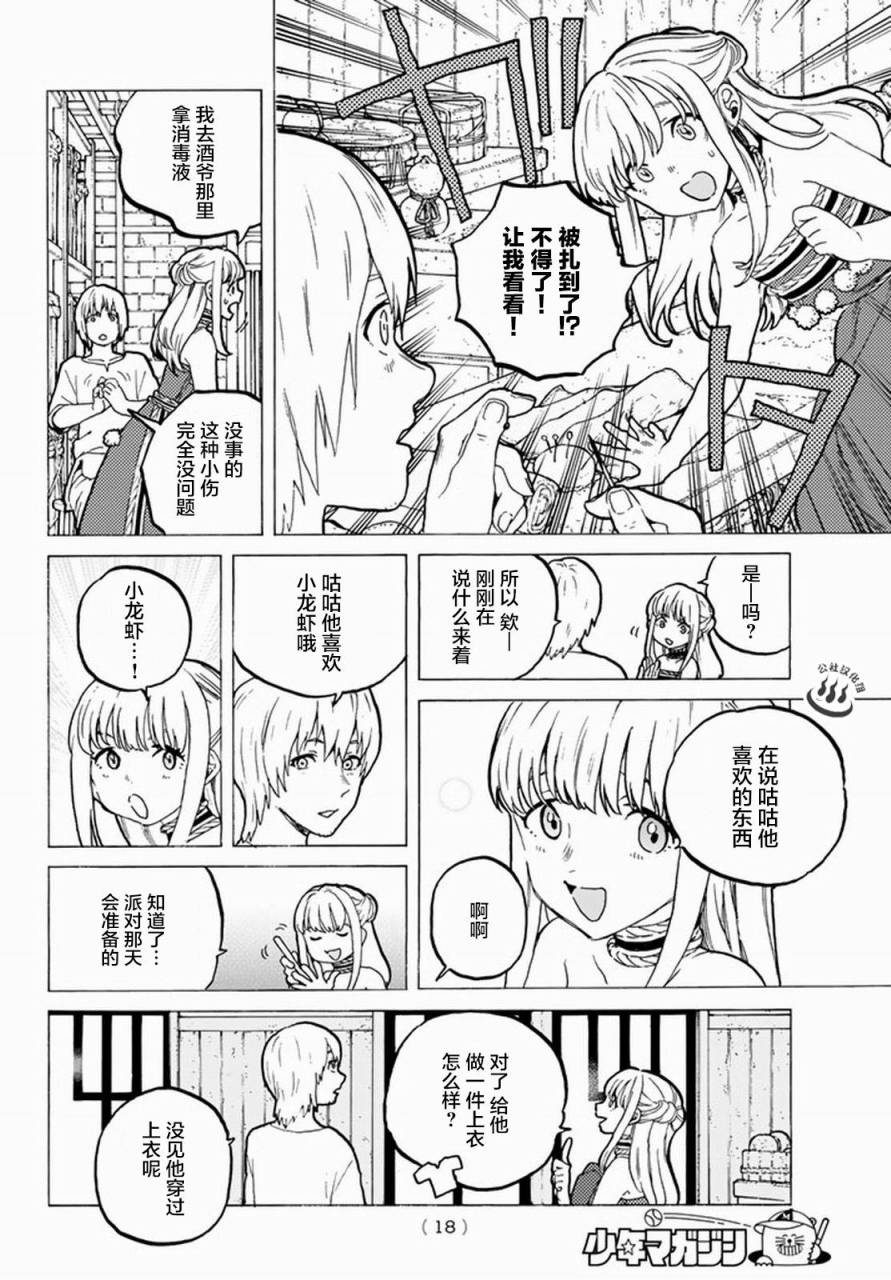 ガバッ
被扎到了!?
不得了！
让我看看！
我去酒爷那里
拿消毒液
没事的
这种小伤
完全没问题
是—吗？
所以 欸—
刚刚在
说什么来着
公社汉化组
在说咕咕他
喜欢的东西
啊啊
咕咕他喜欢
小龙虾哦
小龙虾…！
知道了…
派对那天
会准备的
对了 给他
做一件上衣
怎么样？
没见他穿过
上衣呢
（18）
少年マガジン